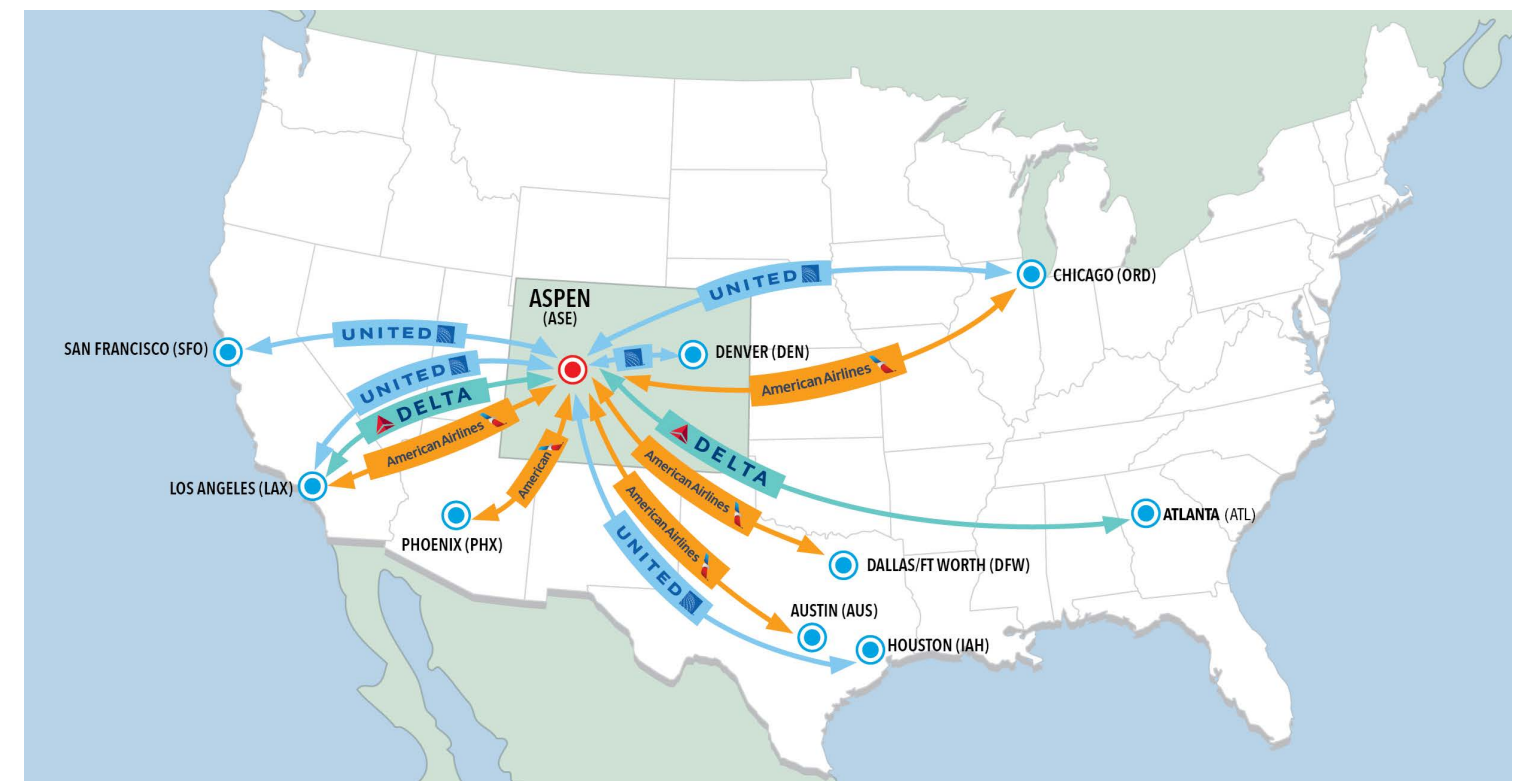 ASPEN
(ASE)
UNITED
CHICAGO (ORD)
UNITED
SAN FRANCISCO (SFO)
DENVER (DEN)
UNITED
American Airlines
DELTA
American Airlines
DELTA
American Airlines
American
LOS ANGELES (LAX)
American Airlines
UNITED
PHOENIX (PHX)
ATLANTA (ATL)
DALLAS/FT WORTH (DFW)
AUSTIN (AUS)
HOUSTON (IAH)